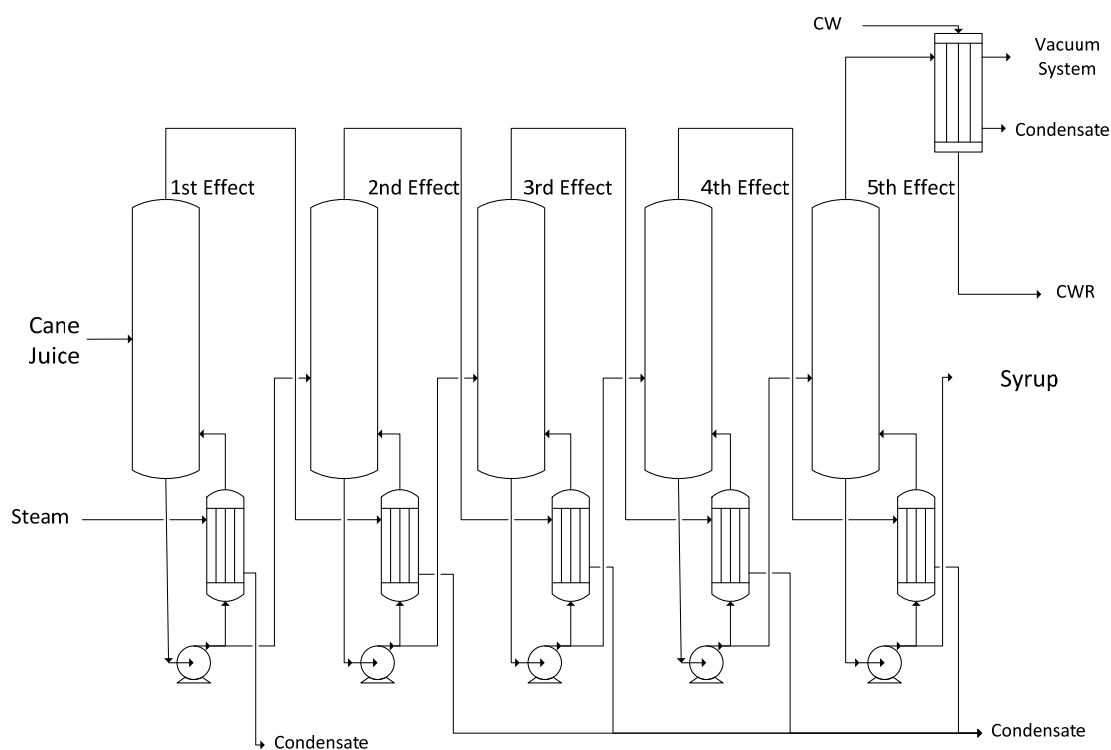 CW
Vacuum
System
Condensate
1st Effect
2nd Effect
3rd Effect
4th Effect
5th Effect
CWR
Cane
Juice
Syrup
Steam
Condensate
Condensate